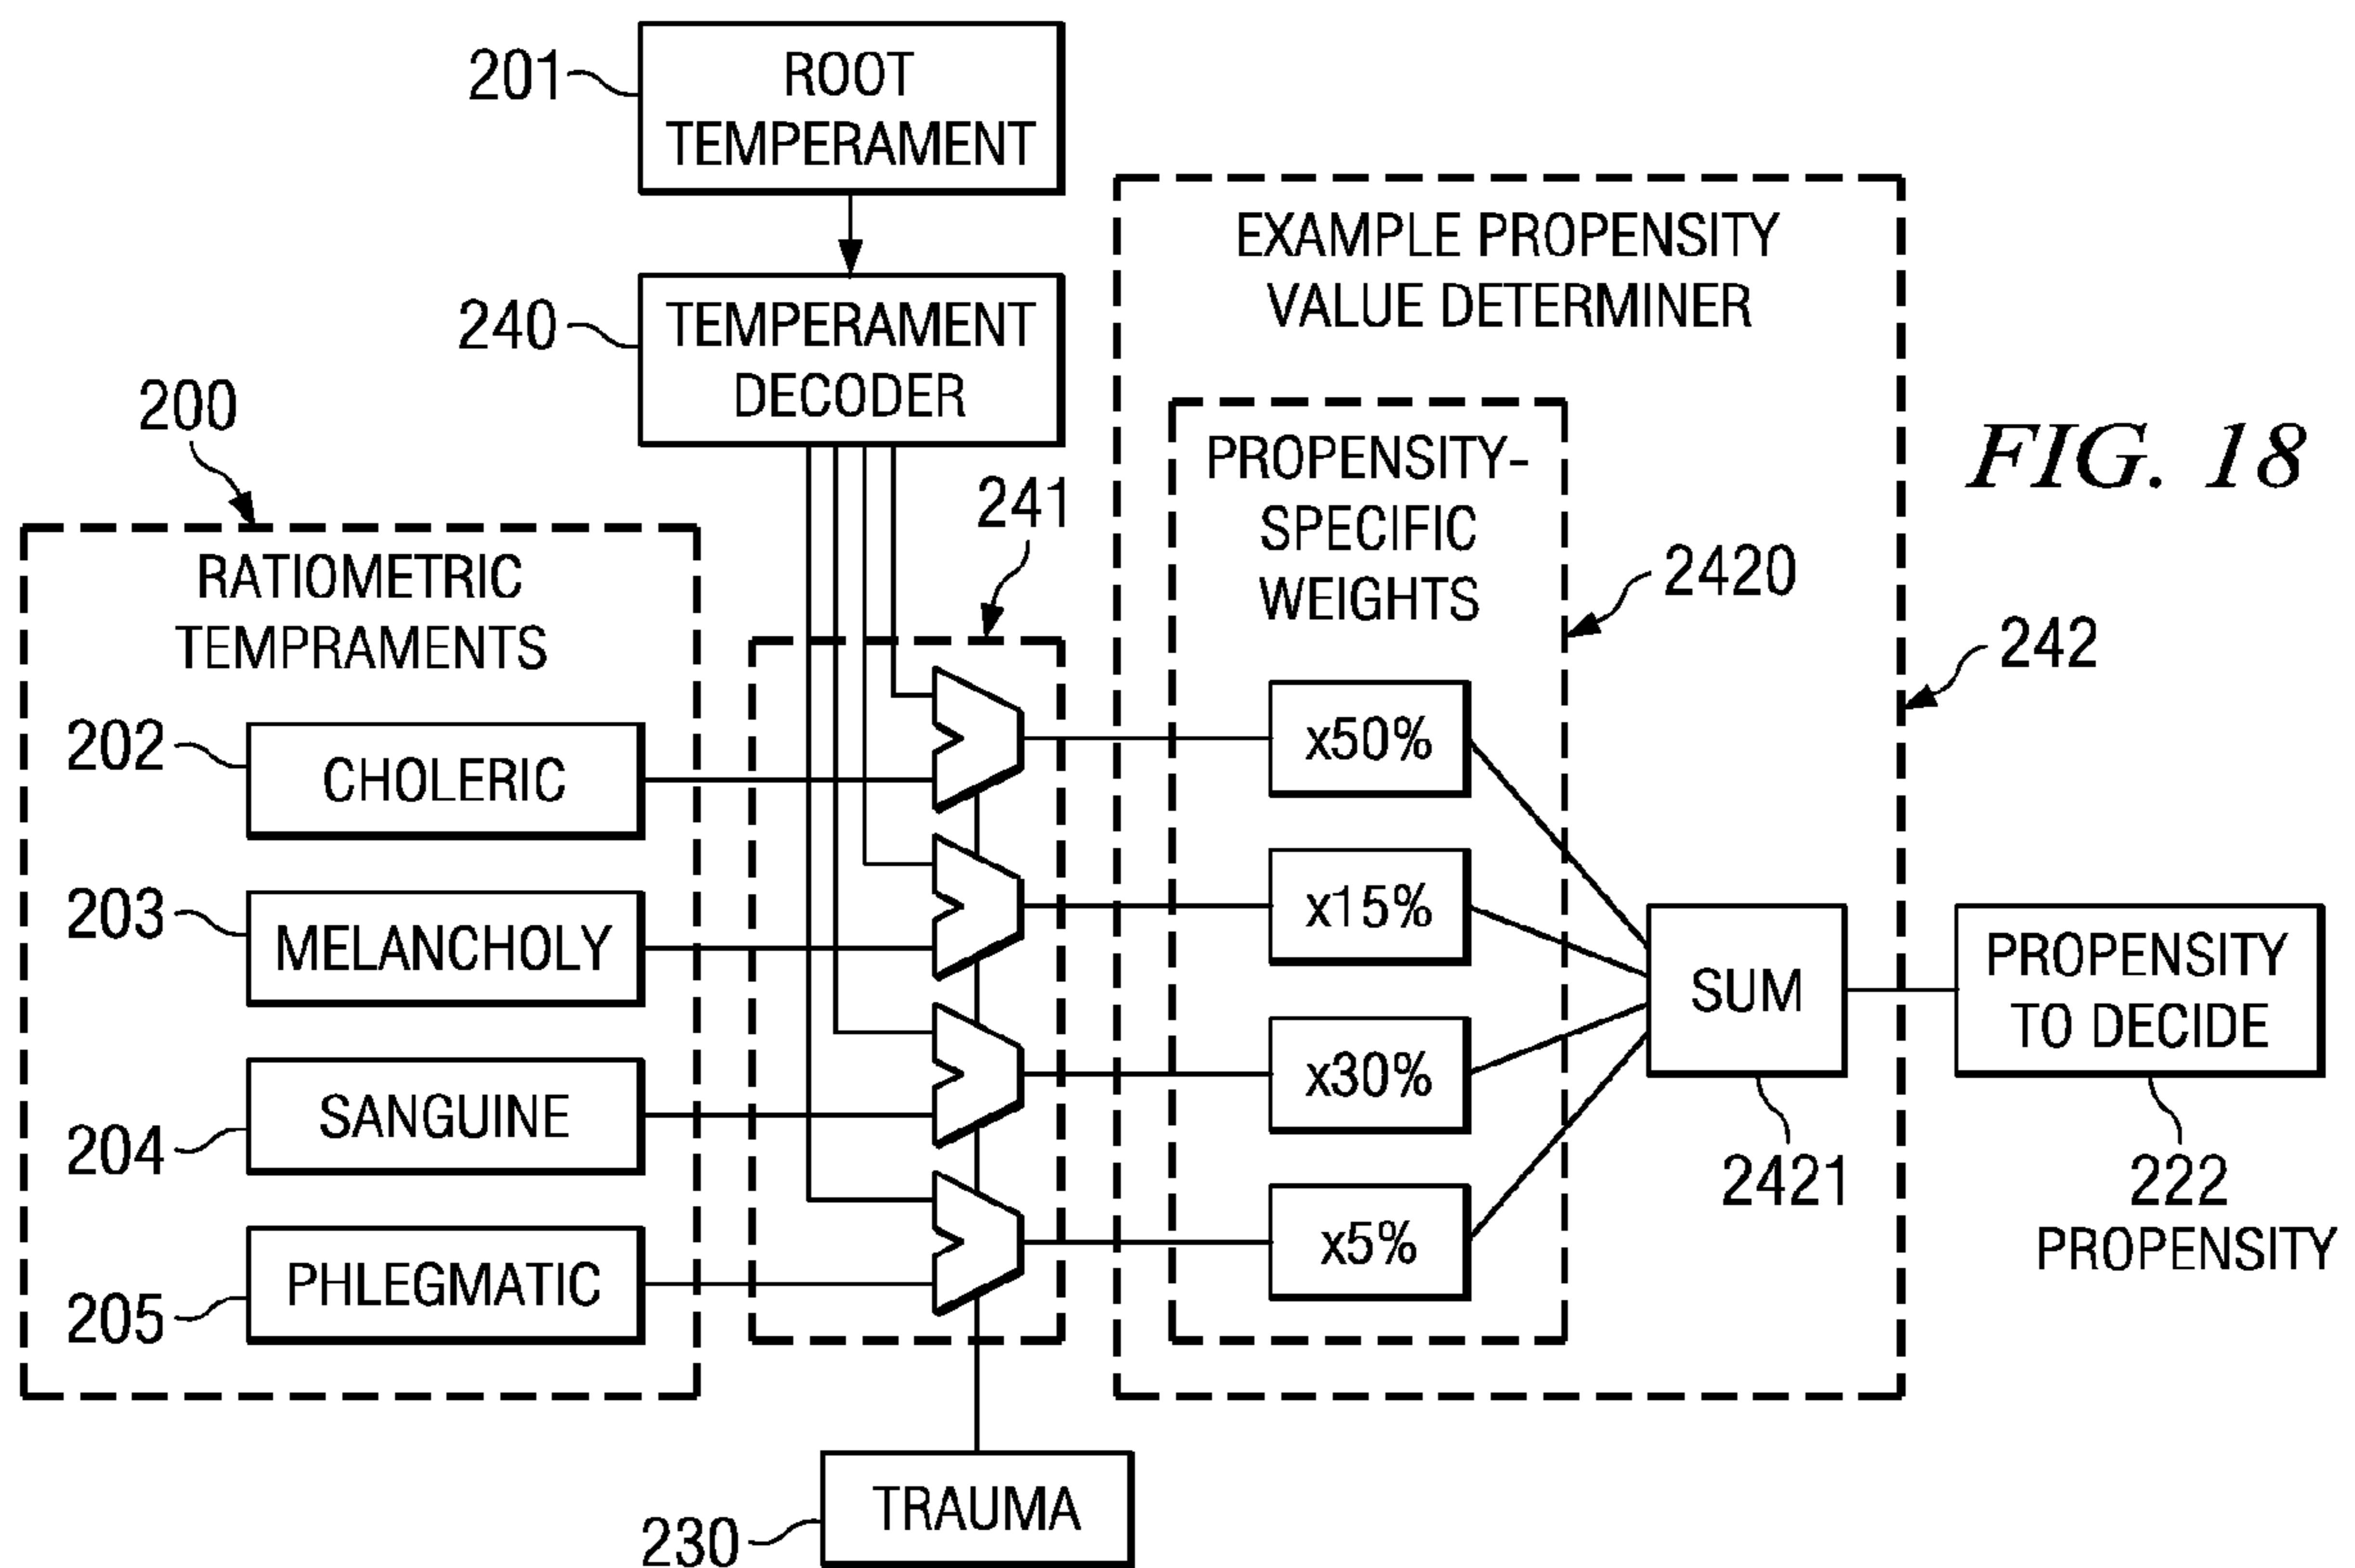 201
ROOT
TEMPERAMENT
240
TEMPERAMENT
DECODER
EXAMPLE PROPENSITY
VALUE DETERMINER
200
241
PROPENSITY-
SPECIFIC
WEIGHTS
FIG. 18
2420
242
RATIOMETRIC
TEMPRAMENTS
202
CHOLERIC
x50%
203
MELANCHOLY
x15%
204
SANGUINE
x30%
205
PHLEGMATIC
x5%
SUM
2421
PROPENSITY
TO DECIDE
222
PROPENSITY
230
TRAUMA